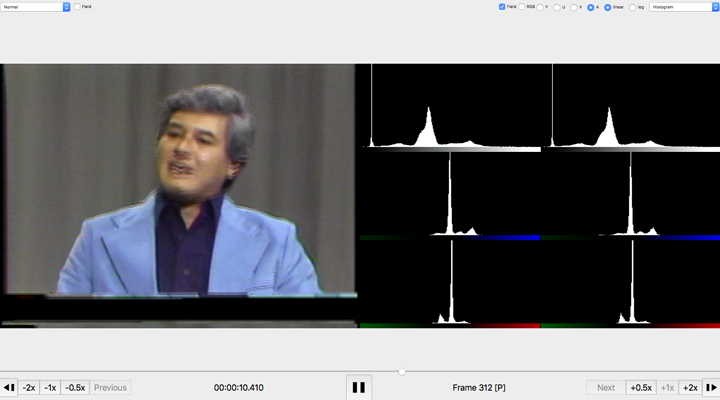 Normal Field Field RGB Y U V A linear log Histogram
-2x -1x -0.5x Previous 00:00:10.410 Frame 312 [P] Next +0.5x +1x +2x